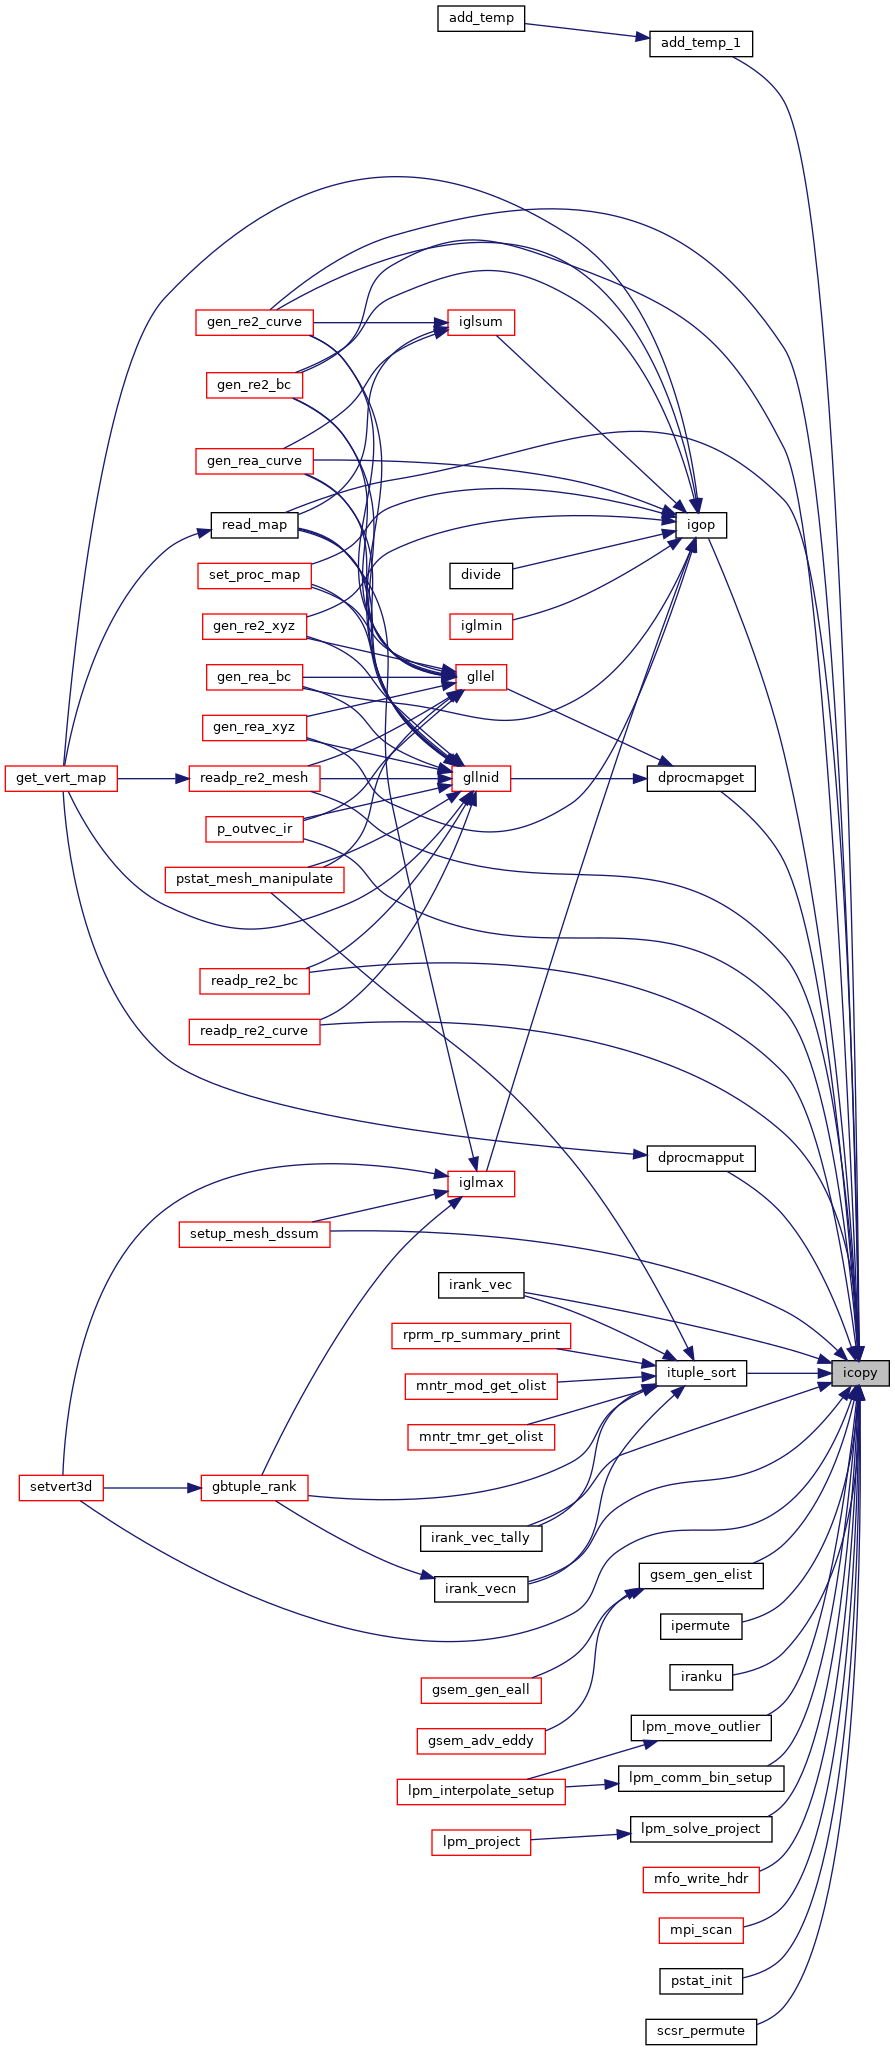 add_temp
add_temp_1
gen_re2_curve
iglsum
gen_re2_bc
gen_rea_curve
read_map
igop
set_proc_map
divide
gen_re2_xyz
iglmin
gen_rea_bc
gllel
gen_rea_xyz
get_vert_map
readp_re2_mesh
gllnid
dprocmapget
p_outvec_ir
pstat_mesh_manipulate
readp_re2_bc
readp_re2_curve
dprocmapput
iglmax
setup_mesh_dssum
irank_vec
rprm_rp_summary_print
ituple_sort
icopy
mntr_mod_get_olist
mntr_tmr_get_olist
setvert3d
gbtuple_rank
irank_vec_tally
gsem_gen_elist
irank_vecn
ipermute
iranku
gsem_gen_eall
lpm_move_outlier
gsem_adv_eddy
lpm_comm_bin_setup
lpm_interpolate_setup
lpm_solve_project
lpm_project
mfo_write_hdr
mpi_scan
pstat_init
scsr_permute